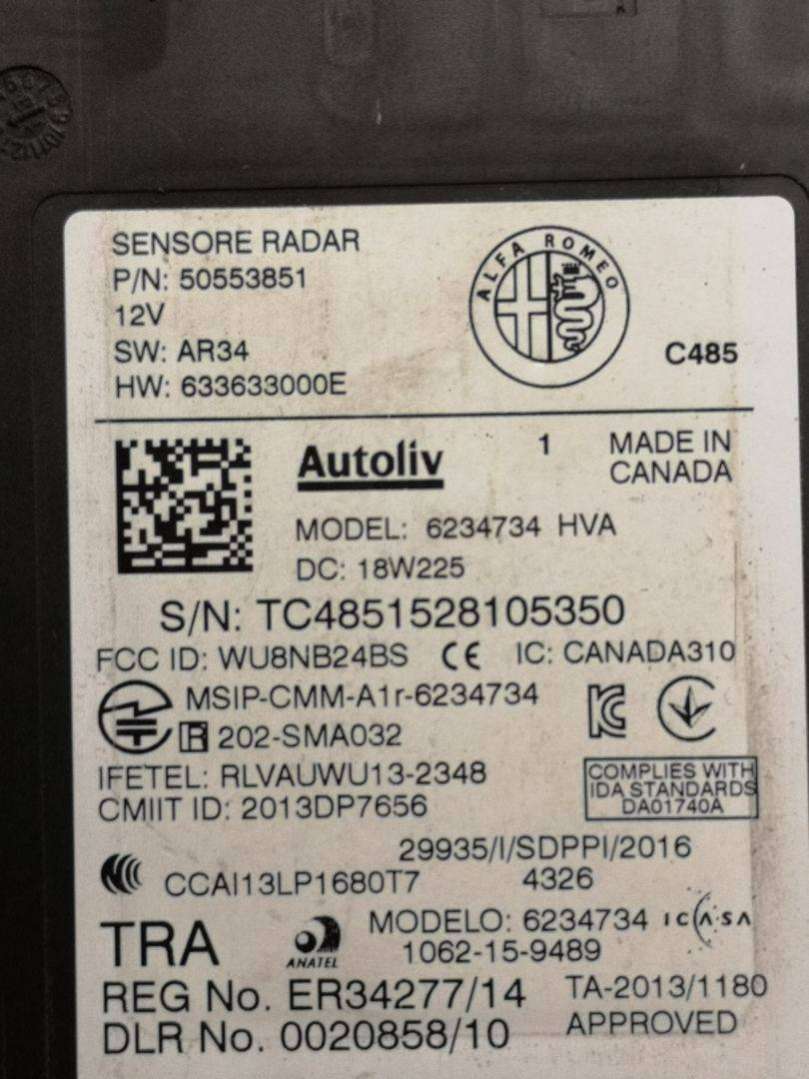 SENSORE RADAR
P/N: 50553851
12V
SW: AR34
HW: 633633000E
ALFA ROMEO
C485
Autoliv
1
MADE IN
CANADA
MODEL: 6234734 HVA
DC: 18W225
S/N: TC4851528105350
FCC ID: WU8NB24BS CE IC: CANADA310
MSIP-CMM-A1r-6234734
R 202-SMA032
IFETEL: RLVAUWU13-2348
CMIIT ID: 2013DP7656
COMPLIES WITH
IDA STANDARDS
DA01740A
29935/I/SDPPI/2016
CCAI13LP1680T7 4326
TRA
ANATEL
MODELO: 6234734
1062-15-9489
ICASA
REG No. ER34277/14
TA-2013/1180
DLR No. 0020858/10
APPROVED